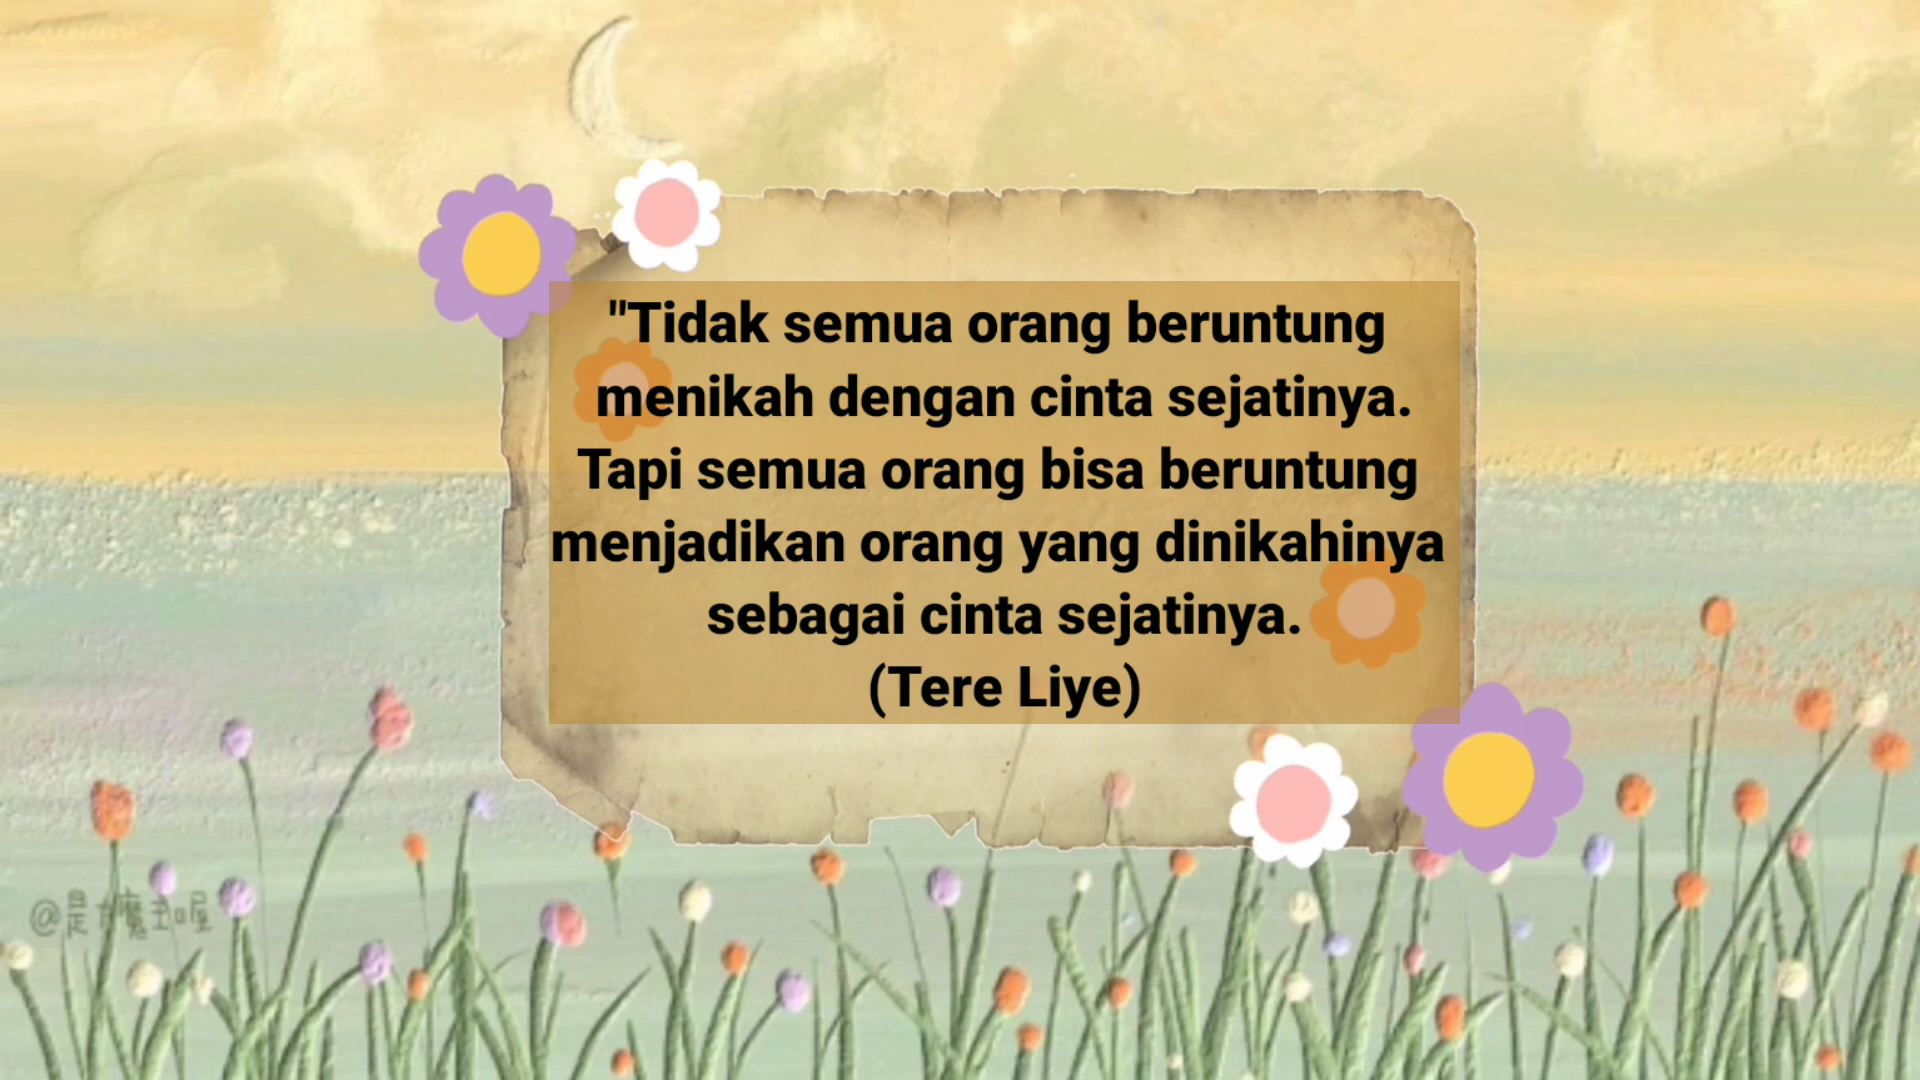 "Tidak semua orang beruntung
menikah dengan cinta sejatinya.
Tapi semua orang bisa beruntung
menjadikan orang yang dinikahinya
sebagai cinta sejatinya.
(Tere Liye)